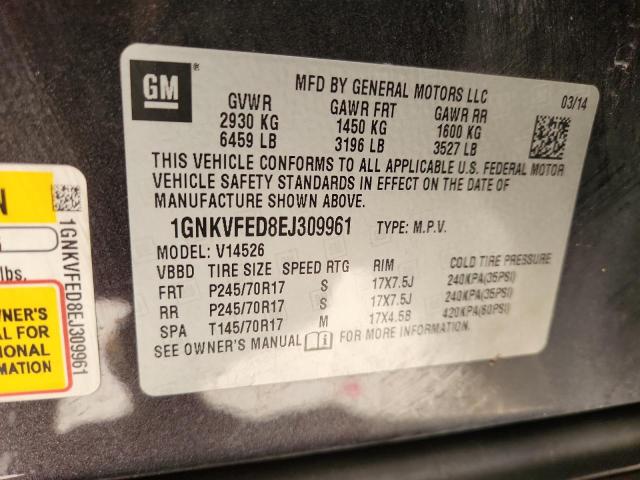 GM
MFD BY GENERAL MOTORS LLC
03/14
GVWR GAWR FRT GAWR RR
2930 KG 1450 KG 1600 KG
6459 LB 3196 LB 3527 LB
THIS VEHICLE CONFORMS TO ALL APPLICABLE U.S. FEDERAL MOTOR
VEHICLE SAFETY STANDARDS IN EFFECT ON THE DATE OF
MANUFACTURE SHOWN ABOVE.
1GNKVFED8EJ309961 TYPE: M.P.V.
MODEL: V14526
VBBD TIRE SIZE SPEED RTG RIM COLD TIRE PRESSURE
FRT P245/70R17 S 17X7.5J 240KPA(35PSI)
RR P245/70R17 S 17X7.5J 240KPA(35PSI)
SPA T145/70R17 M 17X4.5B 420KPA(60PSI)
SEE OWNER'S MANUAL FOR MORE INFORMATION.
N
lbs.
WNER'S
AL FOR
TIONAL
MATION
1GNKVFED8EJ309961